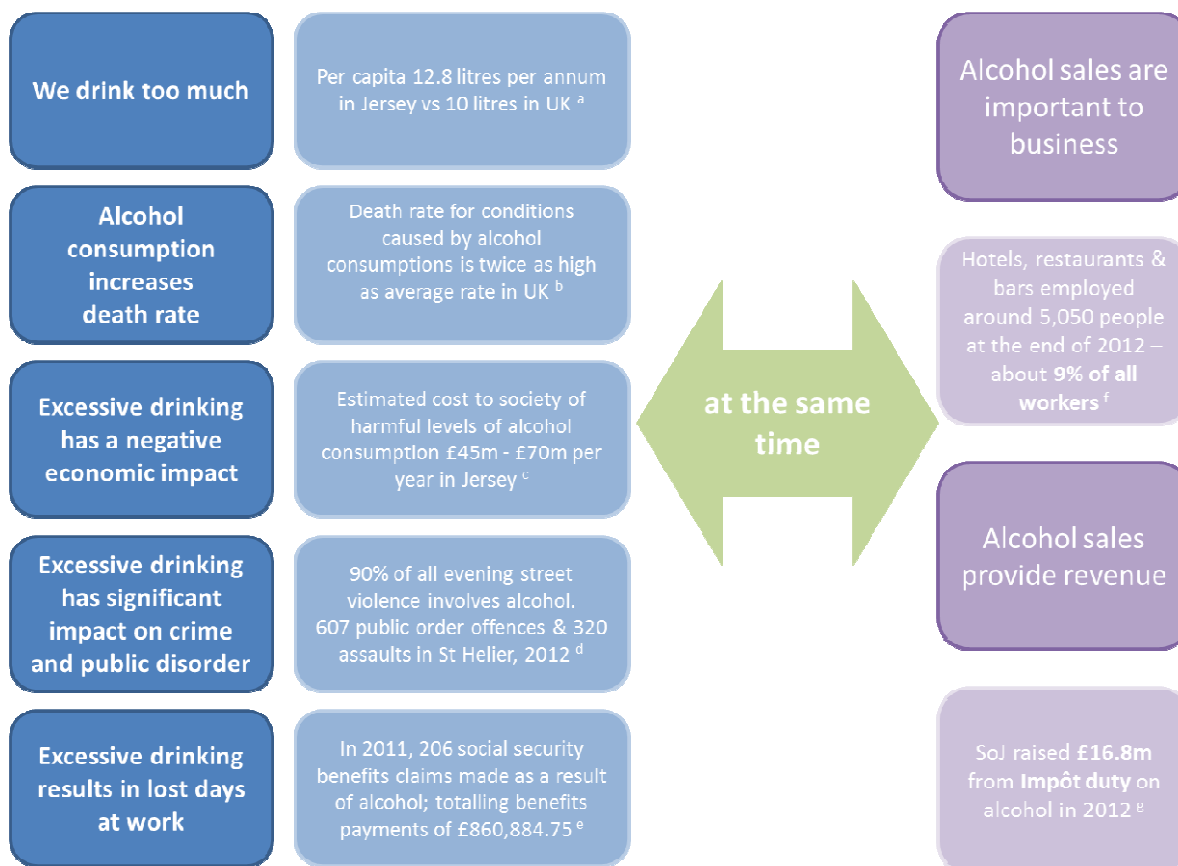 We drink too much
Per capita 12.8 litres per annum
in Jersey vs 10 litres in UK a
Alcohol
consumption
increases
death rate
Death rate for conditions
caused by alcohol
consumptions is twice as high
as average rate in UK b
Excessive drinking
has a negative
economic impact
Estimated cost to society of
harmful levels of alcohol
consumption £45m - £70m per
year in Jersey c
Excessive drinking
has significant
impact on crime
and public disorder
90% of all evening street
violence involves alcohol.
607 public order offences & 320
assaults in St Helier, 2012 d
Excessive drinking
results in lost days
at work
In 2011, 206 social security
benefits claims made as a result
of alcohol; totalling benefits
payments of £860,884.75 e
at the same
time
Alcohol sales are
important to
business
Hotels, restaurants &
bars employed
around 5,050 people
at the end of 2012 –
about 9% of all
workers f
Alcohol sales
provide revenue
SoJ raised £16.8m
from Impôt duty on
alcohol in 2012 g